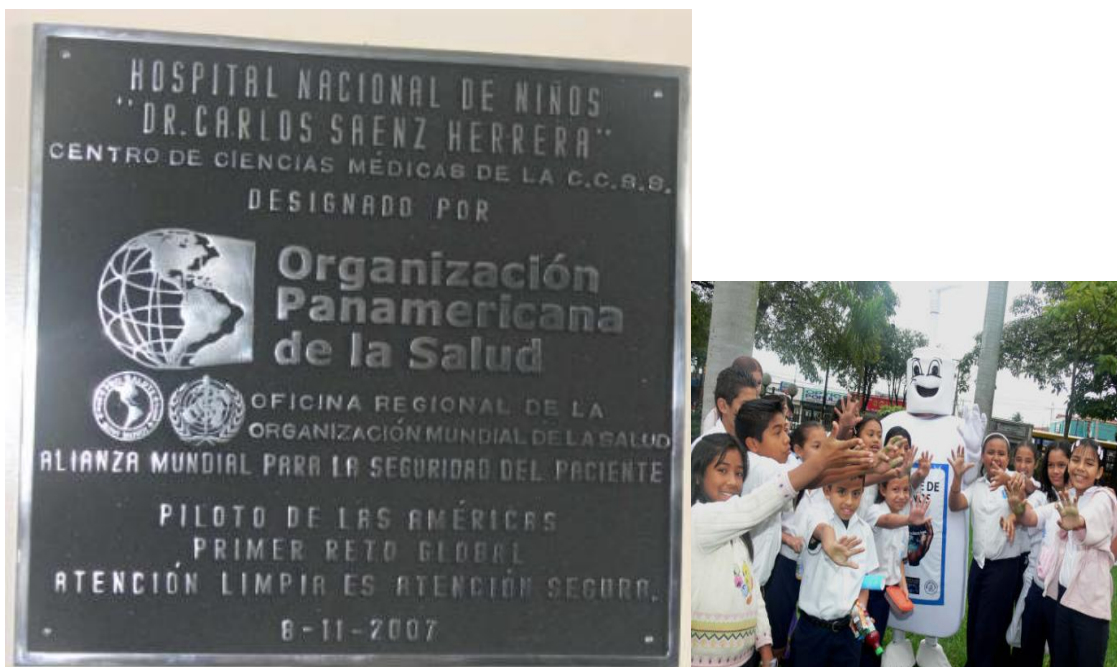 HOSPITAL NACIONAL DE NIÑOS
"DR. CARLOS SAENZ HERRERA"
CENTRO DE CIENCIAS MÉDICAS DE LA C.C.S.S.
DESIGNADO POR
Organización
Panamericana
de la Salud
OFICINA REGIONAL DE LA
ORGANIZACIÓN MUNDIAL DE LA SALUD
ALIANZA MUNDIAL PARA LA SEGURIDAD DEL PACIENTE
PILOTO DE LAS AMÉRICAS
PRIMER RETO GLOBAL
ATENCIÓN LIMPIA ES ATENCIÓN SEGURA.
8-11-2007